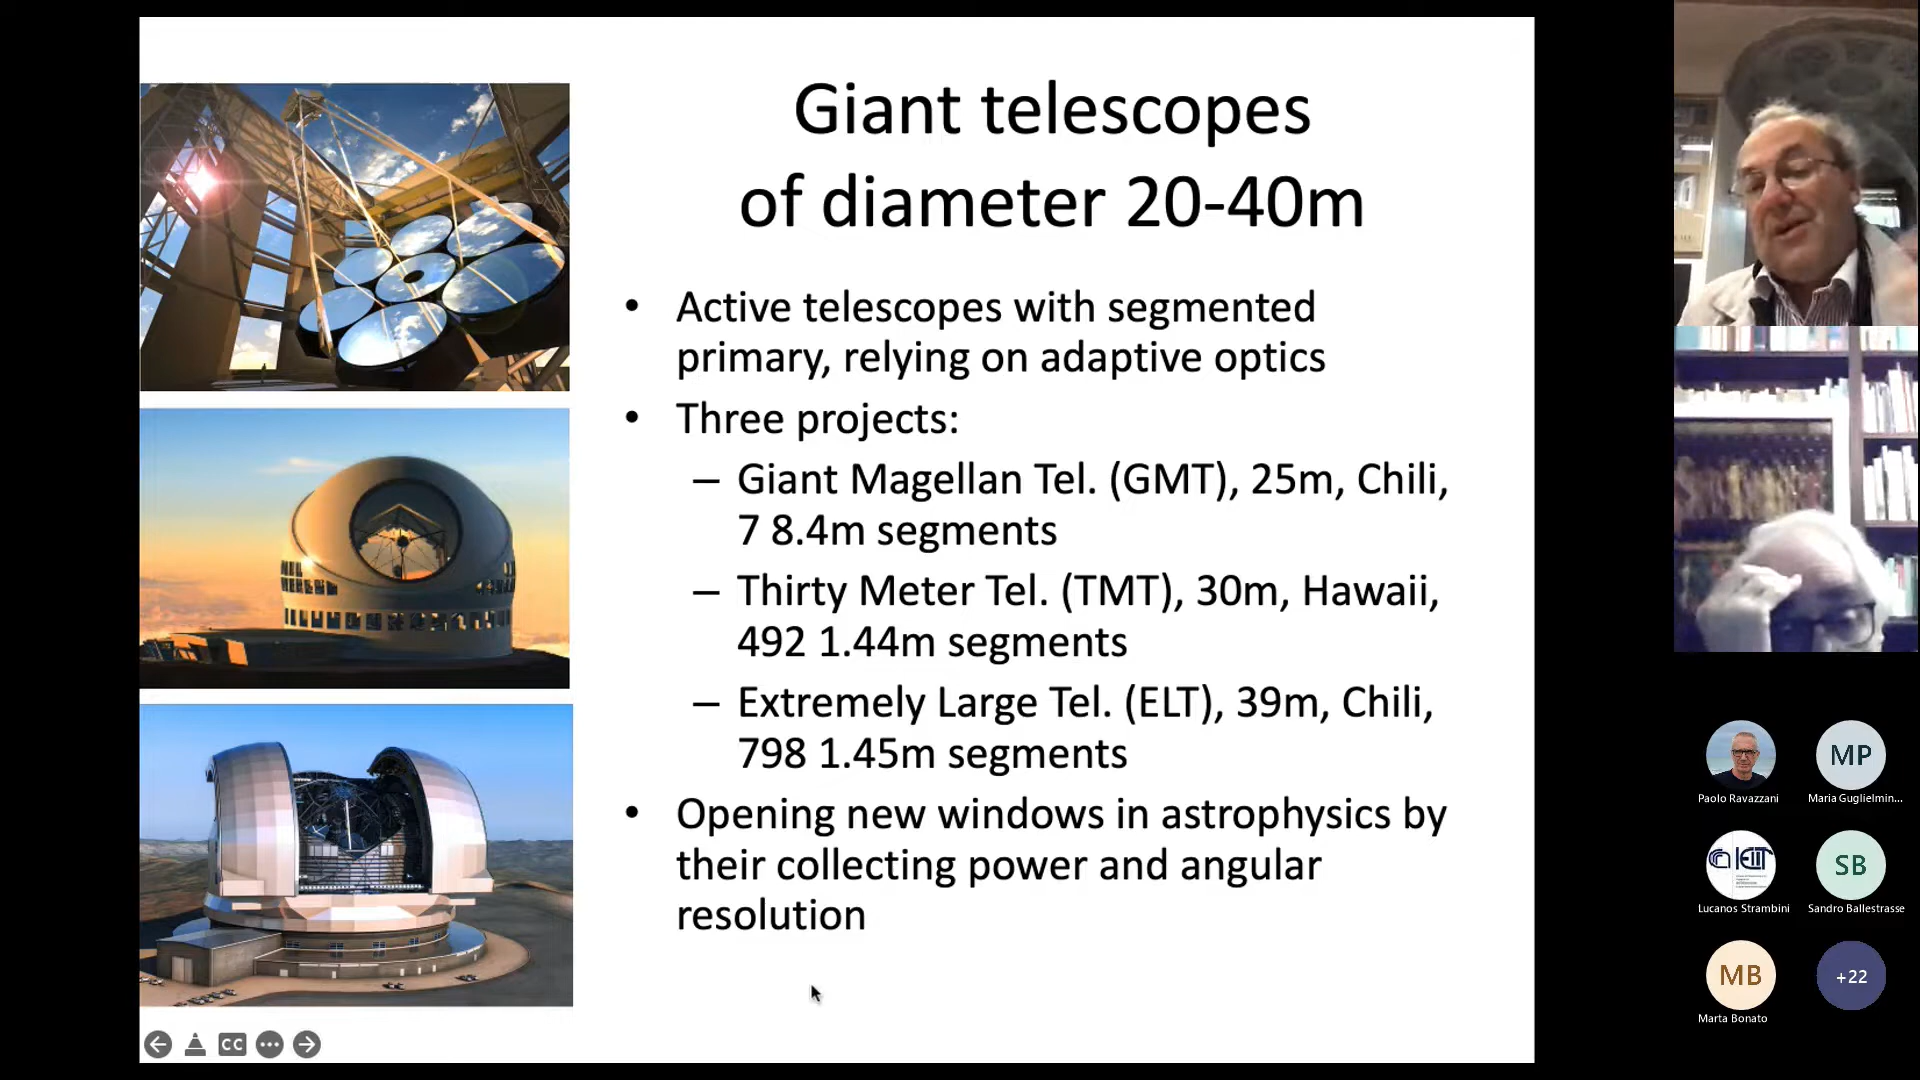 Giant telescopes
of diameter 20-40m
• Active telescopes with segmented
primary, relying on adaptive optics
• Three projects:
– Giant Magellan Tel. (GMT), 25m, Chili,
7 8.4m segments
– Thirty Meter Tel. (TMT), 30m, Hawaii,
492 1.44m segments
– Extremely Large Tel. (ELT), 39m, Chili,
798 1.45m segments
• Opening new windows in astrophysics by
their collecting power and angular
resolution
CC
MP
Paolo Ravazzani
Maria Guglielmin...
SB
Lucanos Strambini
Sandro Ballestrasse
MB
+22
Marta Bonato